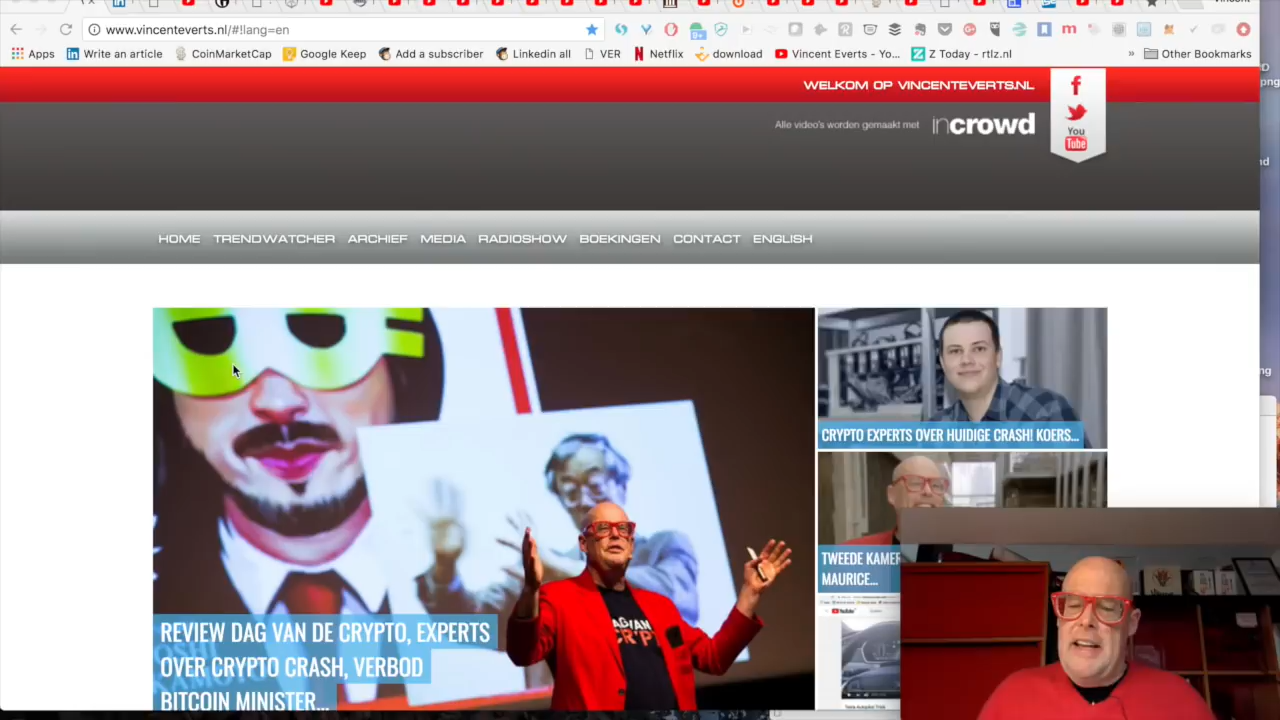 www.vincenteverts.nl/#!lang=en
Apps Write an article CoinMarketCap Google Keep Add a subscriber Linkedin all VER Netflix download Vincent Everts - Yo... Z Today - rtlz.nl » Other Bookmarks
WELKOM OP VINCENTEVERTS.NL
Alle video's worden gemaakt met incrowd
You
Tube
HOME TRENDWATCHER ARCHIEF MEDIA RADIOSHOW BOEKINGEN CONTACT ENGLISH
CRYPTO EXPERTS OVER HUIDIGE CRASH! KOERS...
TWEEDE KAMER
MAURICE...
REVIEW DAG VAN DE CRYPTO, EXPERTS
OVER CRYPTO CRASH, VERBOD
BITCOIN MINISTER...